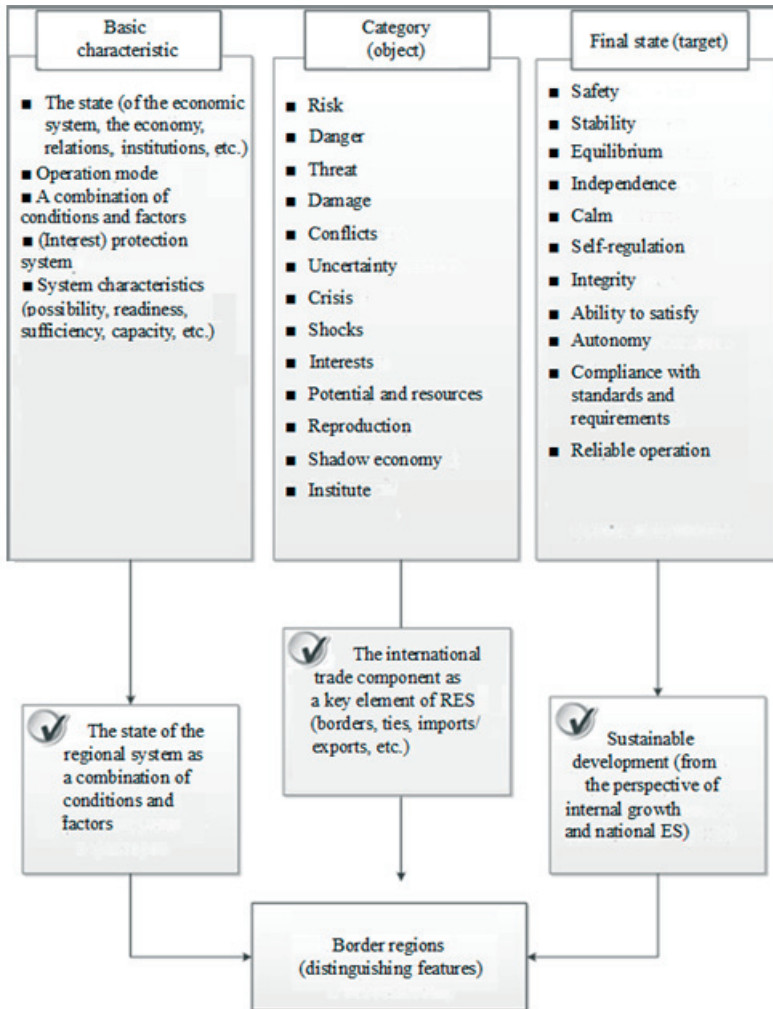 Basic
characteristic
■ The state (of the economic
system, the economy,
relations, institutions, etc.)
■ Operation mode
■ A combination of
conditions and factors
■ (Interest) protection
system
■ System characteristics
(possibility, readiness,
sufficiency, capacity, etc.)
Category
(object)
■ Risk
■ Danger
■ Threat
■ Damage
■ Conflicts
■ Uncertainty
■ Crisis
■ Shocks
■ Interests
■ Potential and resources
■ Reproduction
■ Shadow economy
■ Institute
Final state (target)
■ Safety
■ Stability
■ Equilibrium
■ Independence
■ Calm
■ Self-regulation
■ Integrity
■ Ability to satisfy
■ Autonomy
■ Compliance with
standards and
requirements
■ Reliable operation
The state of the
regional system as
a combination of
conditions and
factors
The international
trade component as
a key element of RES
(borders, ties, imports/
exports, etc.)
Sustainable
development (from
the perspective of
internal growth
and national ES)
Border regions
(distinguishing features)